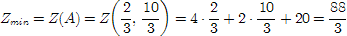 Z_min = Z(A) = Z(2/3, 10/3) = 4 · 2/3 + 2 · 10/3 + 20 = 88/3